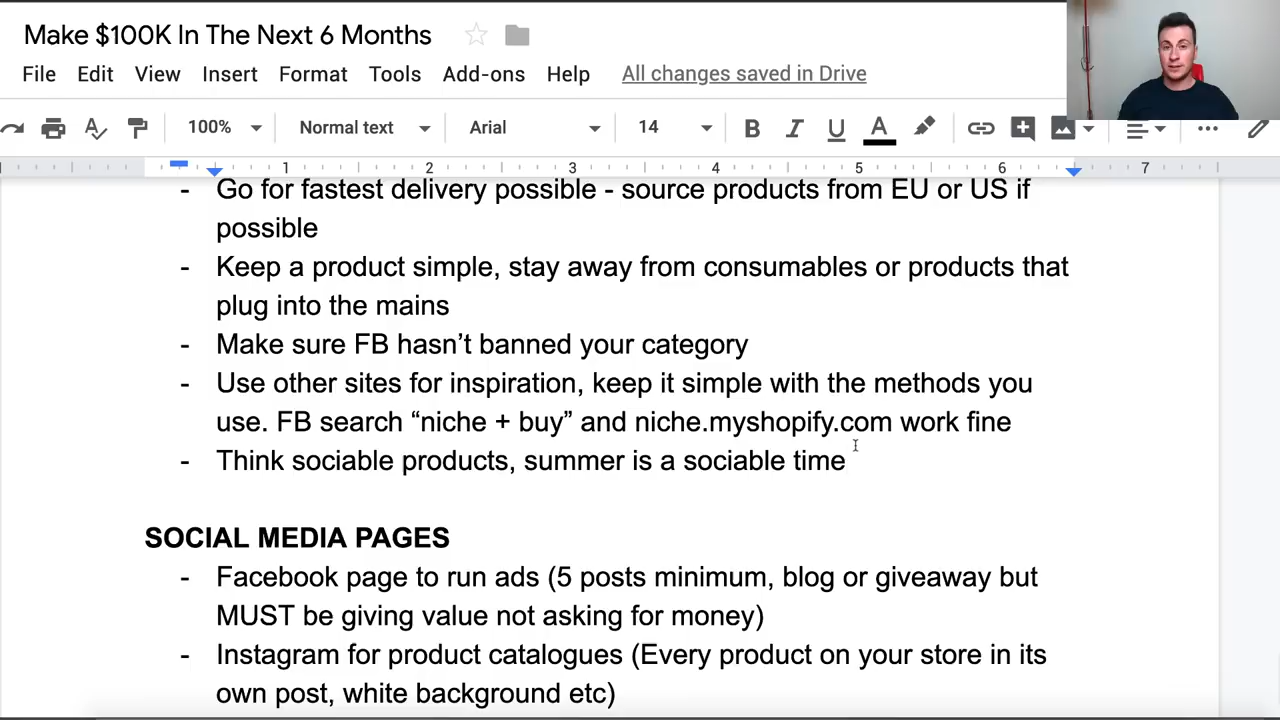 Make $100K In The Next 6 Months
File Edit View Insert Format Tools Add-ons Help All changes saved in Drive
100% Normal text Arial 14 B I U A
1 2 3 4 5 6 7
- Go for fastest delivery possible - source products from EU or US if
possible
- Keep a product simple, stay away from consumables or products that
plug into the mains
- Make sure FB hasn’t banned your category
- Use other sites for inspiration, keep it simple with the methods you
use. FB search “niche + buy” and niche.myshopify.com work fine
- Think sociable products, summer is a sociable time
SOCIAL MEDIA PAGES
- Facebook page to run ads (5 posts minimum, blog or giveaway but
MUST be giving value not asking for money)
- Instagram for product catalogues (Every product on your store in its
own post, white background etc)